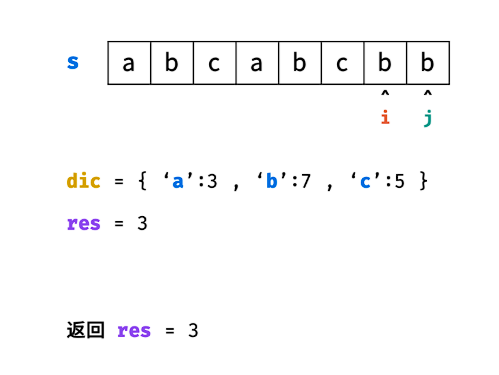 s a b c a b c b b
^ ^
i j
dic = { ‘a’:3 , ‘b’:7 , ‘c’:5 }
res = 3
返回 res = 3